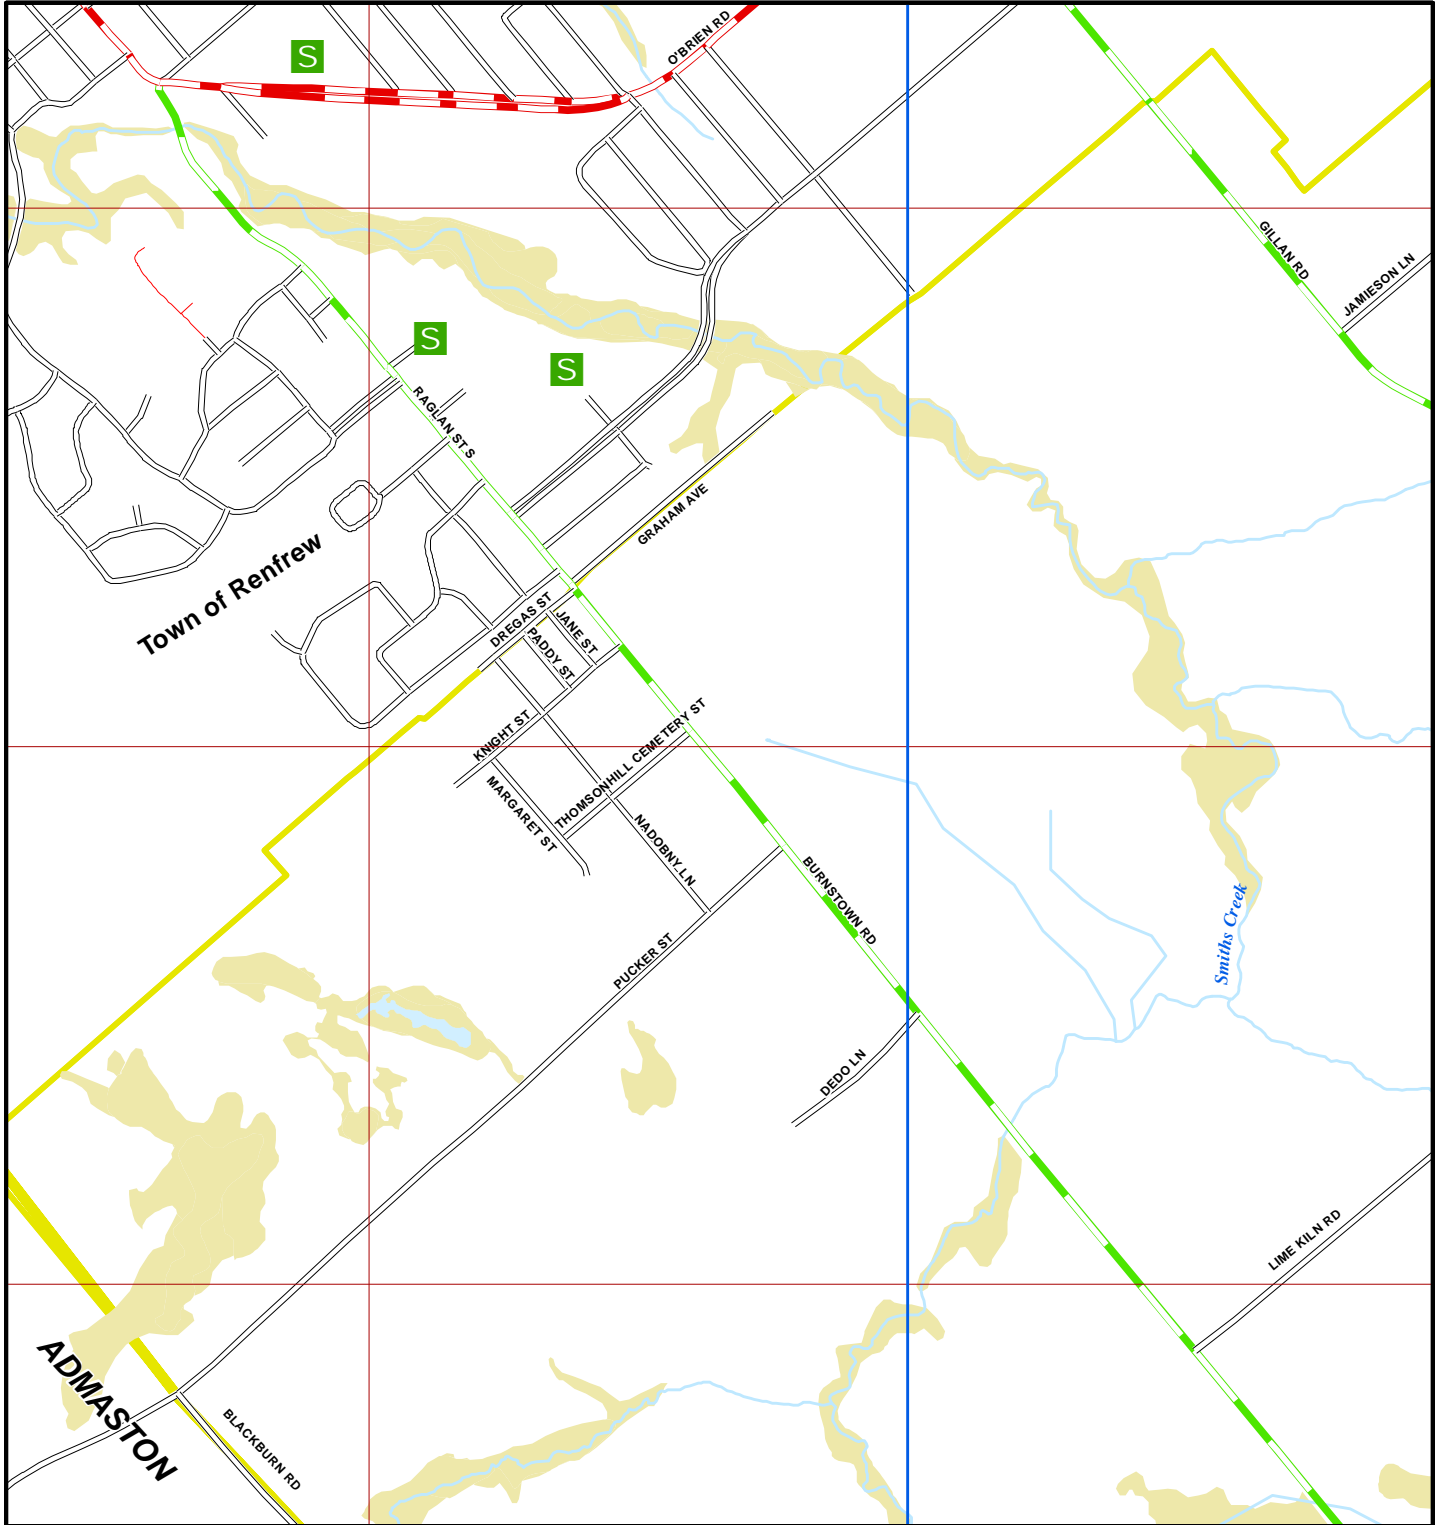 O'BRIEN RD
S
GILLAN RD
JAMIESON LN
S
S
RAGLAN ST S
GRAHAM AVE
Town of Renfrew
DREGAS ST
JANE ST
PADDY ST
KNIGHT ST
THOMSONHILL CEMETERY ST
MARGARET ST
NADOBNY LN
BURNSTOWN RD
Smiths Creek
PUCKER ST
DEDO LN
LIME KILN RD
ADMASTON
BLACKBURN RD